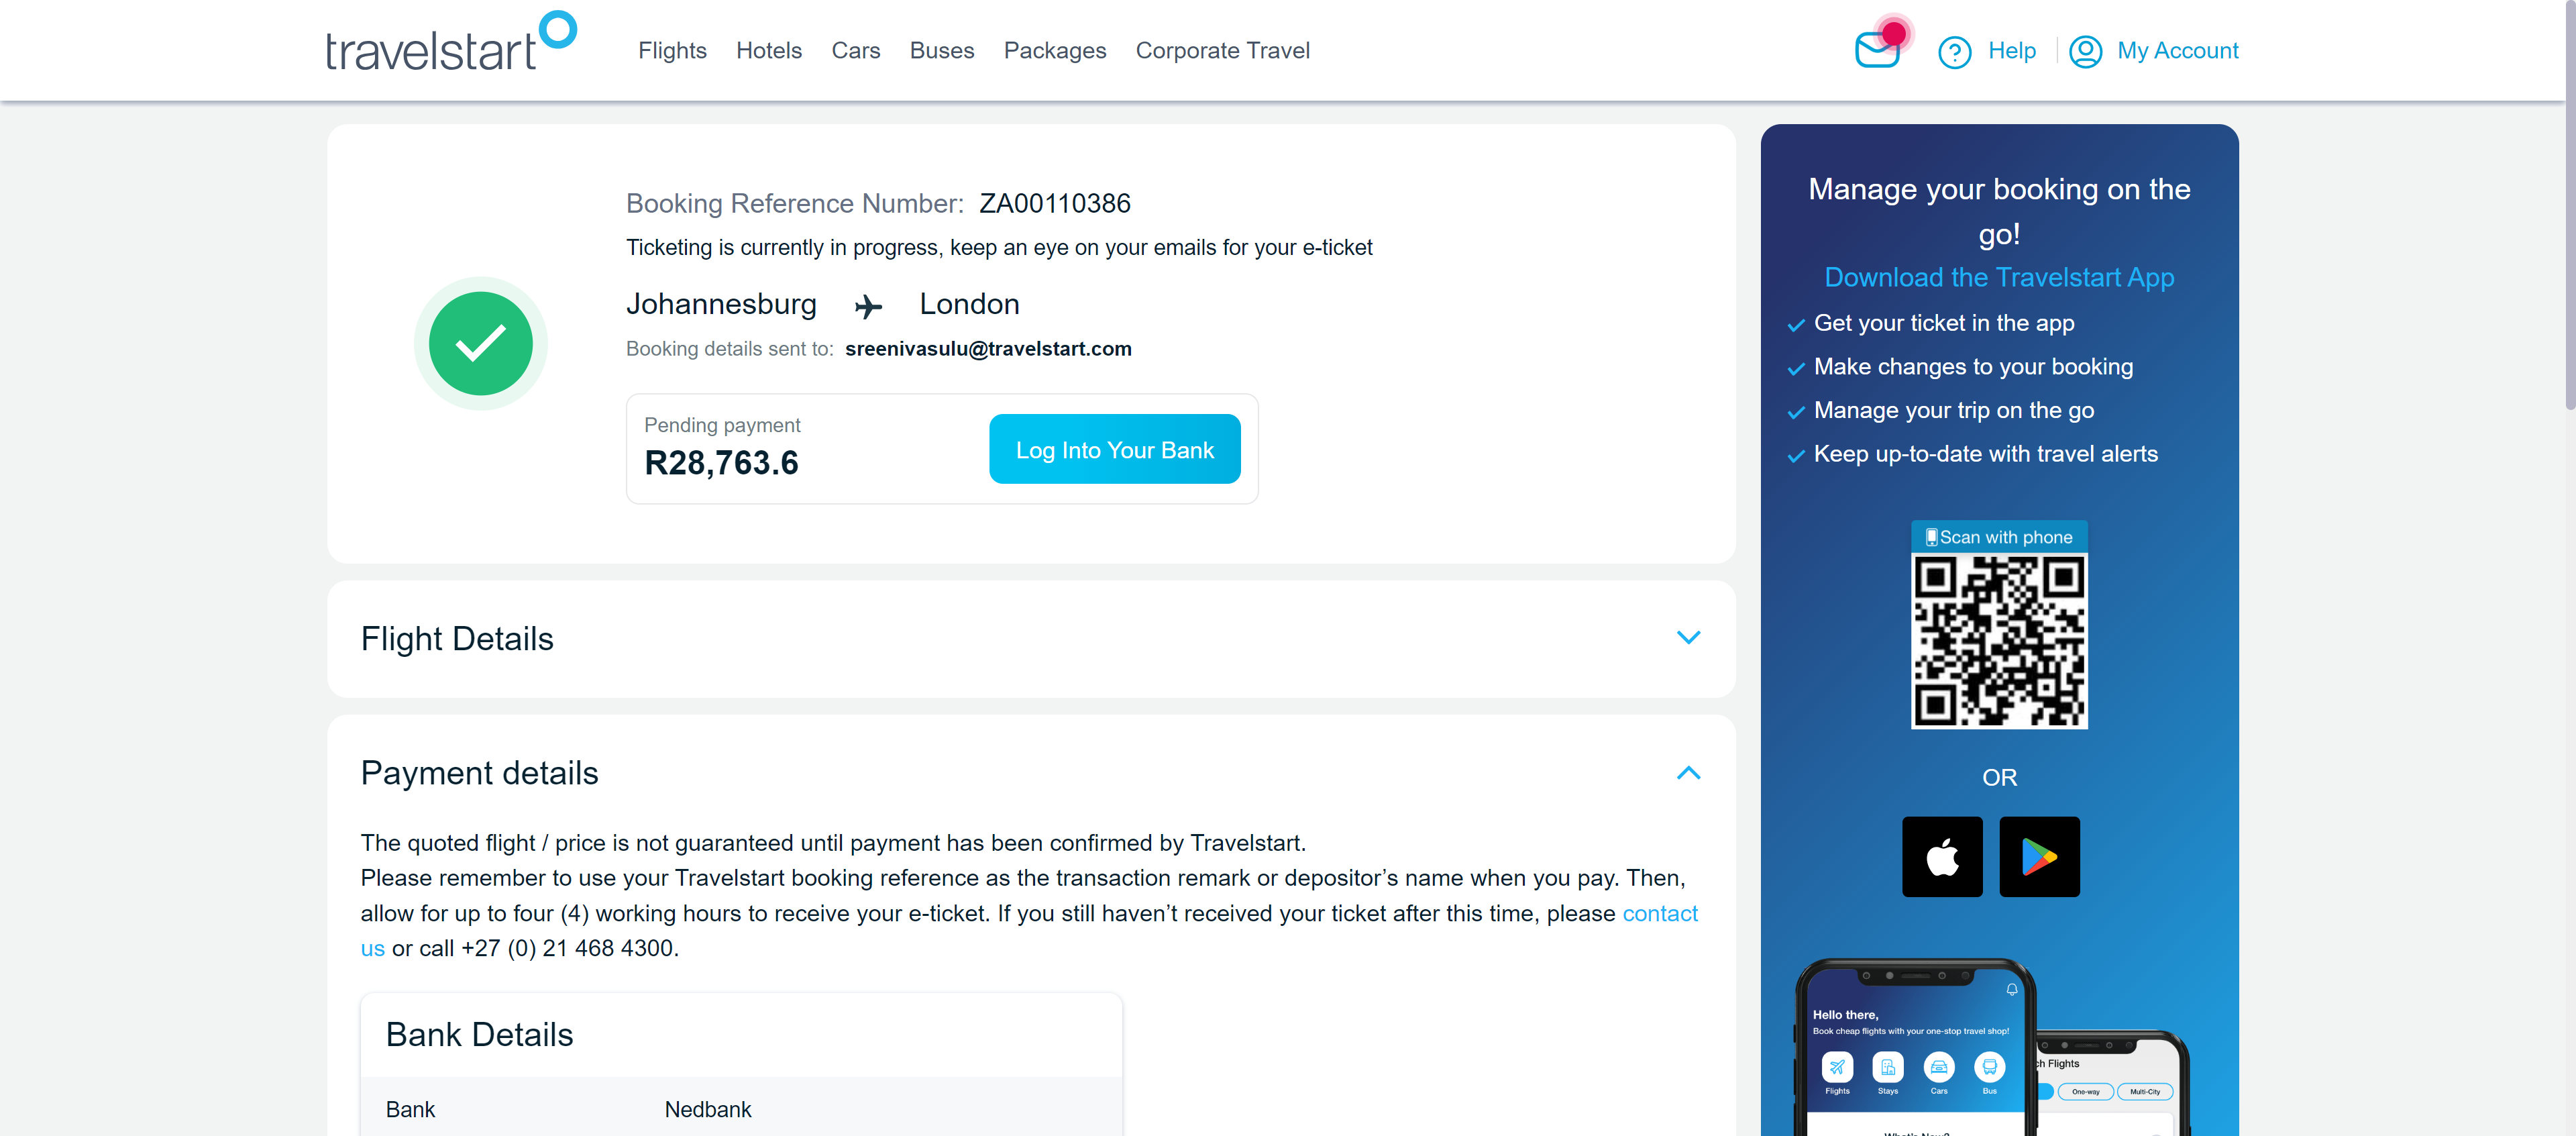 travelstart
Flights Hotels Cars Buses Packages Corporate Travel
Help My Account
Booking Reference Number: ZA00110386
Ticketing is currently in progress, keep an eye on your emails for your e-ticket
Johannesburg London
Booking details sent to: sreenivasulu@travelstart.com
Pending payment
R28,763.6
Log Into Your Bank
Flight Details
Payment details
The quoted flight / price is not guaranteed until payment has been confirmed by Travelstart.
Please remember to use your Travelstart booking reference as the transaction remark or depositor’s name when you pay. Then,
allow for up to four (4) working hours to receive your e-ticket. If you still haven’t received your ticket after this time, please contact
us or call +27 (0) 21 468 4300.
Bank Details
Bank Nedbank
Manage your booking on the
go!
Download the Travelstart App
Get your ticket in the app
Make changes to your booking
Manage your trip on the go
Keep up-to-date with travel alerts
Scan with phone
OR
Hello there,
Book cheap flights with your one-stop travel shop!
Flights Stays Cars Bus
Flights
One-way Multi-City